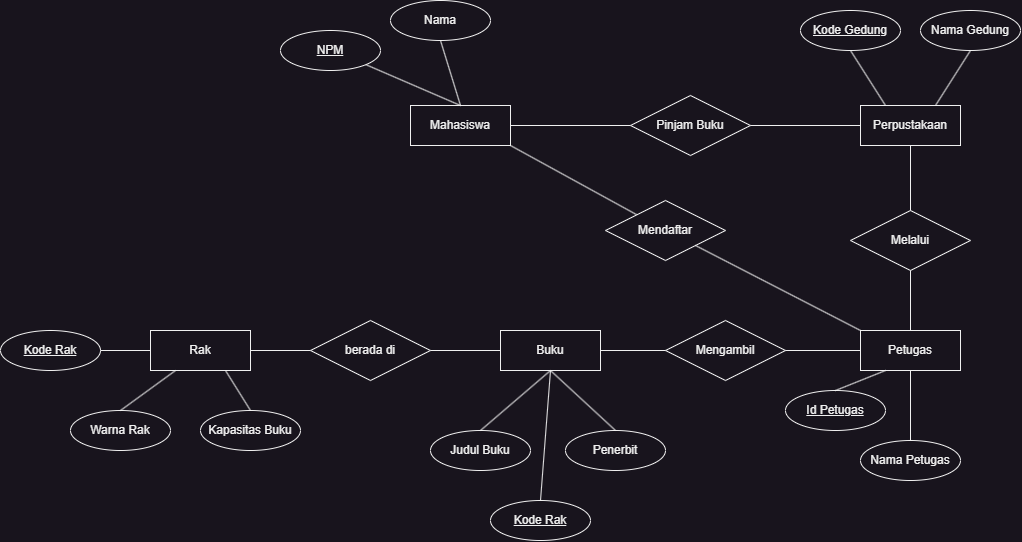 Nama
NPM
Kode Gedung
Nama Gedung
Mahasiswa
Pinjam Buku
Perpustakaan
Mendaftar
Melalui
Kode Rak
Rak
berada di
Buku
Mengambil
Petugas
Id Petugas
Warna Rak
Kapasitas Buku
Judul Buku
Penerbit
Nama Petugas
Kode Rak